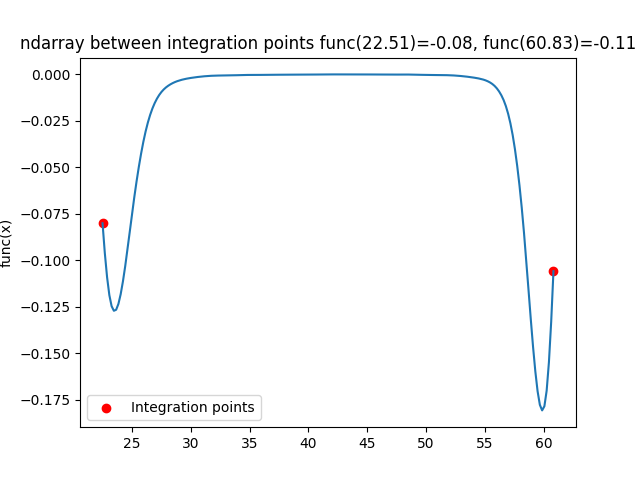 ndarray between integration points func(22.51)=-0.08, func(60.83)=-0.11
0.000
−0.025
−0.050
−0.075
−0.100
−0.125
−0.150
−0.175
func(x)
Integration points
25 30 35 40 45 50 55 60